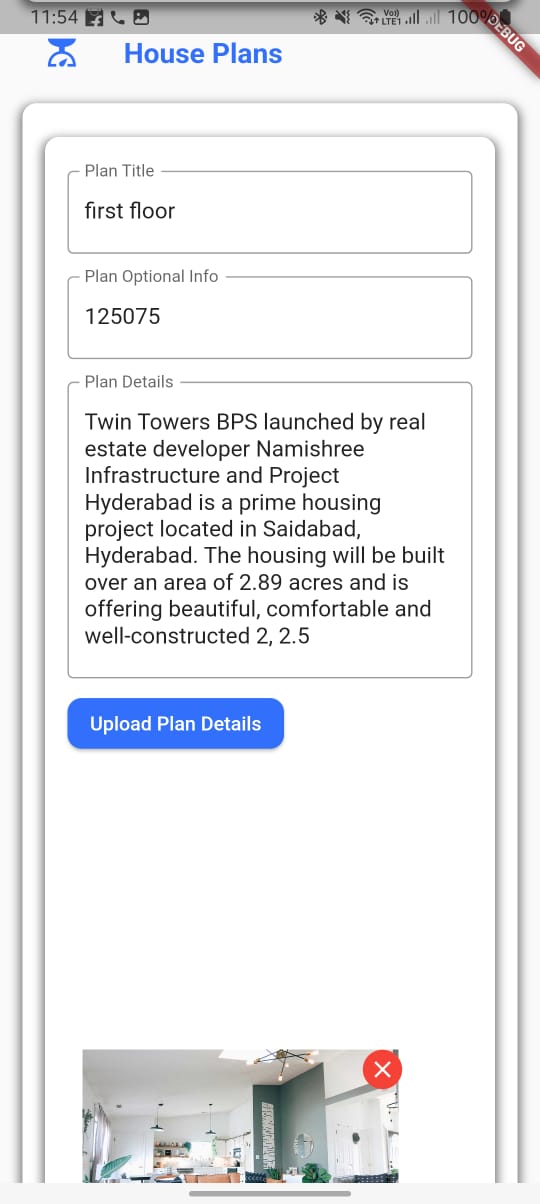 11:54
Vo)
LTE1
100%
DEBUG
House Plans
Plan Title
first floor
Plan Optional Info
125075
Plan Details
Twin Towers BPS launched by real
estate developer Namishree
Infrastructure and Project
Hyderabad is a prime housing
project located in Saidabad,
Hyderabad. The housing will be built
over an area of 2.89 acres and is
offering beautiful, comfortable and
well-constructed 2, 2.5
Upload Plan Details